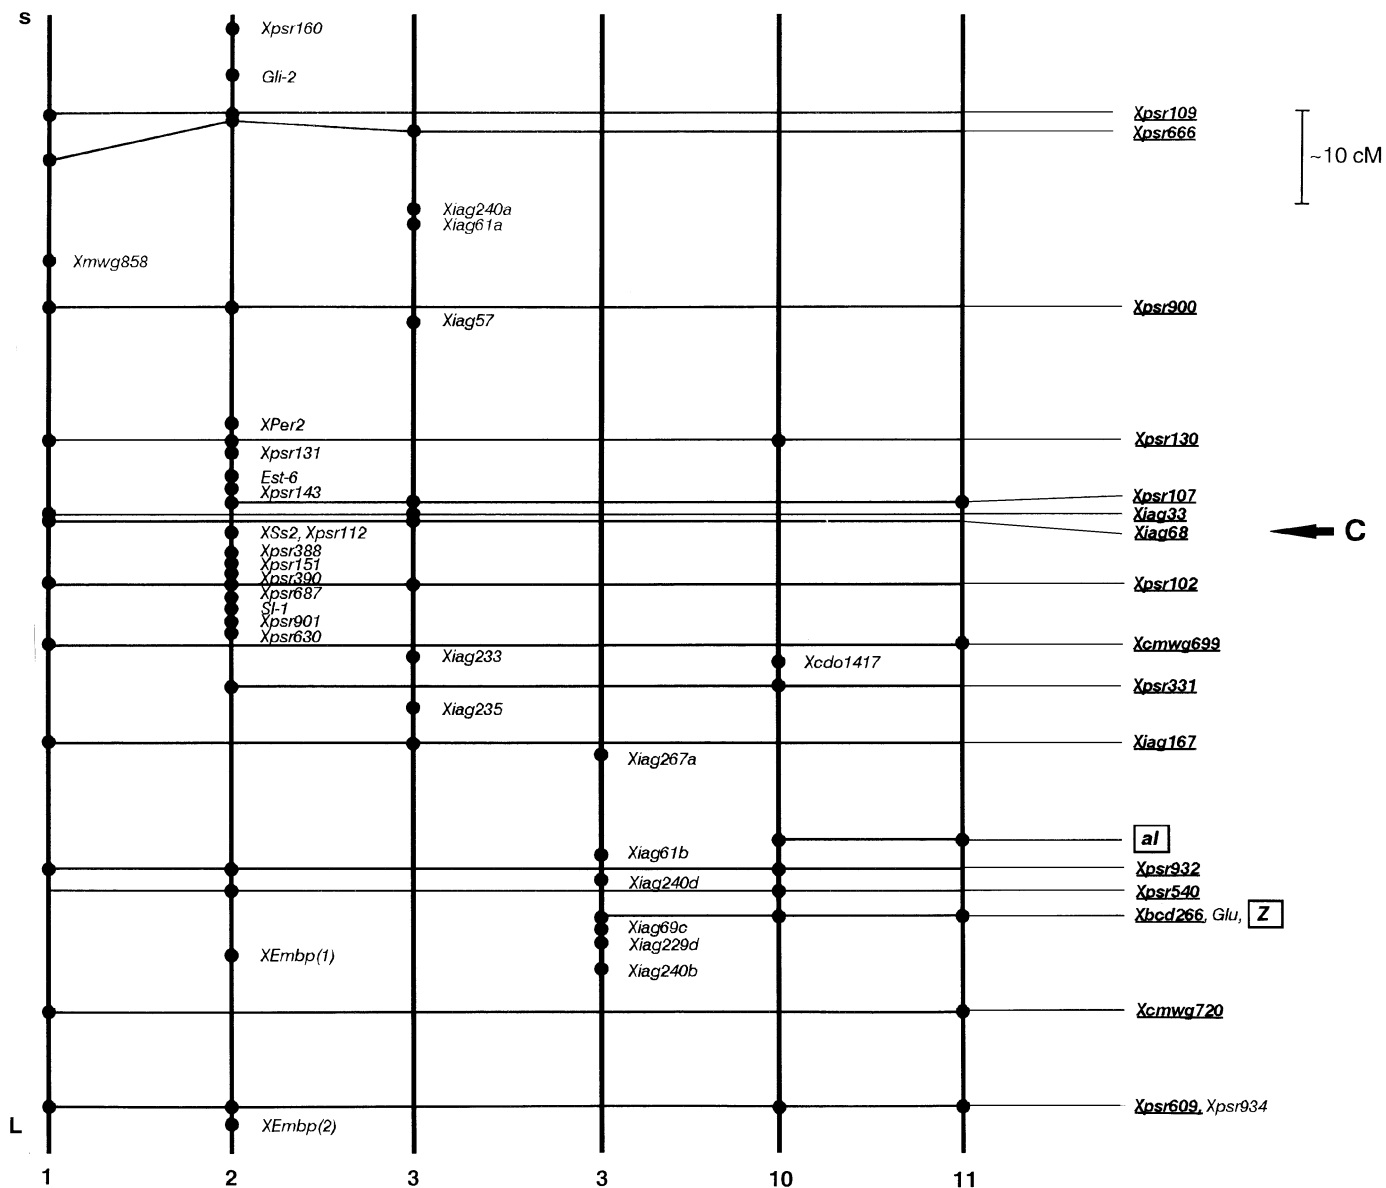 s
Xpsr160
Gli-2
Xpsr109
Xpsr666
~10 cM
Xiag240a
Xiag61a
Xmwg858
Xpsr900
Xiag57
XPer2
Xpsr130
Xpsr131
Est-6
Xpsr143
Xpsr107
Xiag33
XSs2, Xpsr112
Xiag68
C
Xpsr388
Xpsr151
Xpsr390
Xpsr102
Xpsr687
Sl-1
Xpsr901
Xpsr630
Xcmwg699
Xiag233
Xcdo1417
Xpsr331
Xiag235
Xiag167
Xiag267a
al
Xiag61b
Xpsr932
Xiag240d
Xpsr540
Xbcd266, Glu, Z
Xiag69c
Xiag229d
XEmbp(1)
Xiag240b
Xcmwg720
Xpsr609, Xpsr934
L
XEmbp(2)
1 2 3 3 10 11